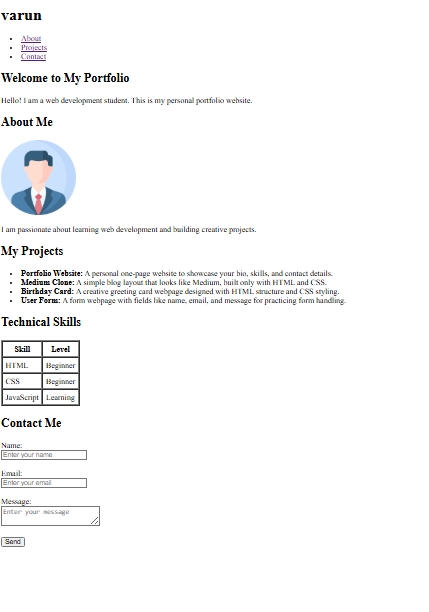 varun
About
Projects
Contact
Welcome to My Portfolio
Hello! I am a web development student. This is my personal portfolio website.
About Me
I am passionate about learning web development and building creative projects.
My Projects
Portfolio Website: A personal one-page website to showcase your bio, skills, and contact details.
Medium Clone: A simple blog layout that looks like Medium, built only with HTML and CSS.
Birthday Card: A creative greeting card webpage designed with HTML structure and CSS styling.
User Form: A form webpage with fields like name, email, and message for practicing form handling.
Technical Skills
Skill Level
HTML Beginner
CSS Beginner
JavaScript Learning
Contact Me
Name:
Enter your name
Email:
Enter your email
Message:
Enter your message
Send